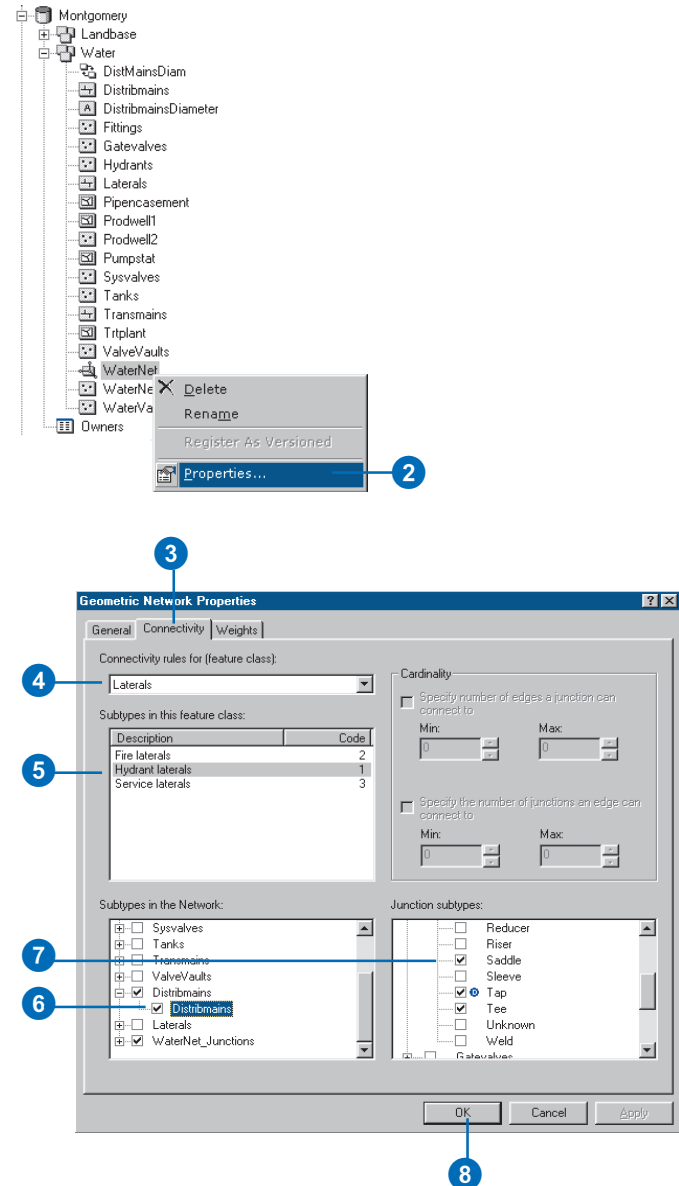 Montgomery
Landbase
Water
DistMainsDiam
Distribmains
A DistribmainsDiameter
Fittings
Gatevalves
Hydrants
Laterals
Pipencasement
Prodwell1
Prodwell2
Pumpstat
Sysvalves
Tanks
Transmains
Trtplant
ValveVaults
WaterNet
WaterNe
WaterVa
Owners
Delete
Rename
Register As Versioned
Properties...
2
3
Geometric Network Properties
General Connectivity Weights
Connectivity rules for (feature class):
4
Laterals
Subtypes in this feature class:
Description Code
Fire laterals 2
5
Hydrant laterals 1
Service laterals 3
Cardinality
Specify number of edges a junction can
connect to
Min: Max:
0 0
Specify the number of junctions an edge can
connect to
Min: Max:
0 0
Subtypes in the Network:
Sysvalves
Tanks
7
Transmains
ValveVaults
Distribmains
6
Distribmains
Laterals
WaterNet_Junctions
Junction subtypes:
Reducer
Riser
Saddle
Sleeve
D Tap
Tee
Unknown
Weld
Gatevalves
OK Cancel Apply
8